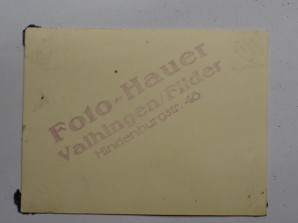 Foto-Hauer
Vaihingen/Filder
Hindenburgstr. 46